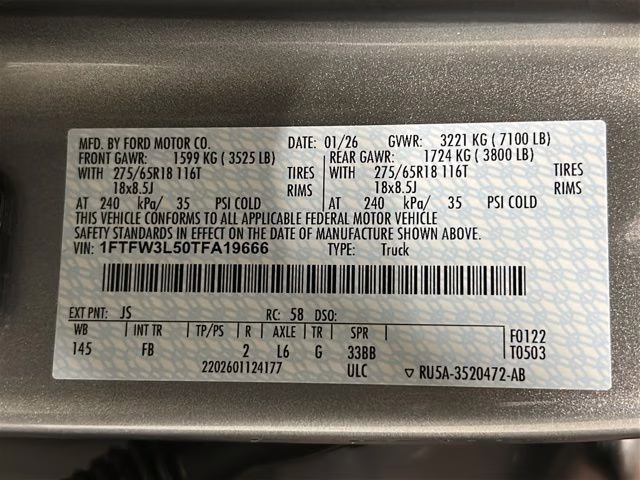 MFD. BY FORD MOTOR CO. DATE: 01/26 GVWR: 3221 KG ( 7100 LB)
FRONT GAWR: 1599 KG ( 3525 LB) REAR GAWR: 1724 KG ( 3800 LB)
WITH 275/65R18 116T TIRES WITH 275/65R18 116T TIRES
18x8.5J RIMS 18x8.5J RIMS
AT 240 kPa/ 35 PSI COLD AT 240 kPa/ 35 PSI COLD
THIS VEHICLE CONFORMS TO ALL APPLICABLE FEDERAL MOTOR VEHICLE
SAFETY STANDARDS IN EFFECT ON THE DATE OF MANUFACTURE SHOWN ABOVE.
VIN: 1FTFW3L50TFA19666 TYPE: Truck
EXT PNT: JS RC: 58 DSO:
WB INT TR TP/PS R AXLE TR SPR F0122
145 FB 2 L6 G 33BB T0503
2202601124177 ULC ▽ RU5A-3520472-AB